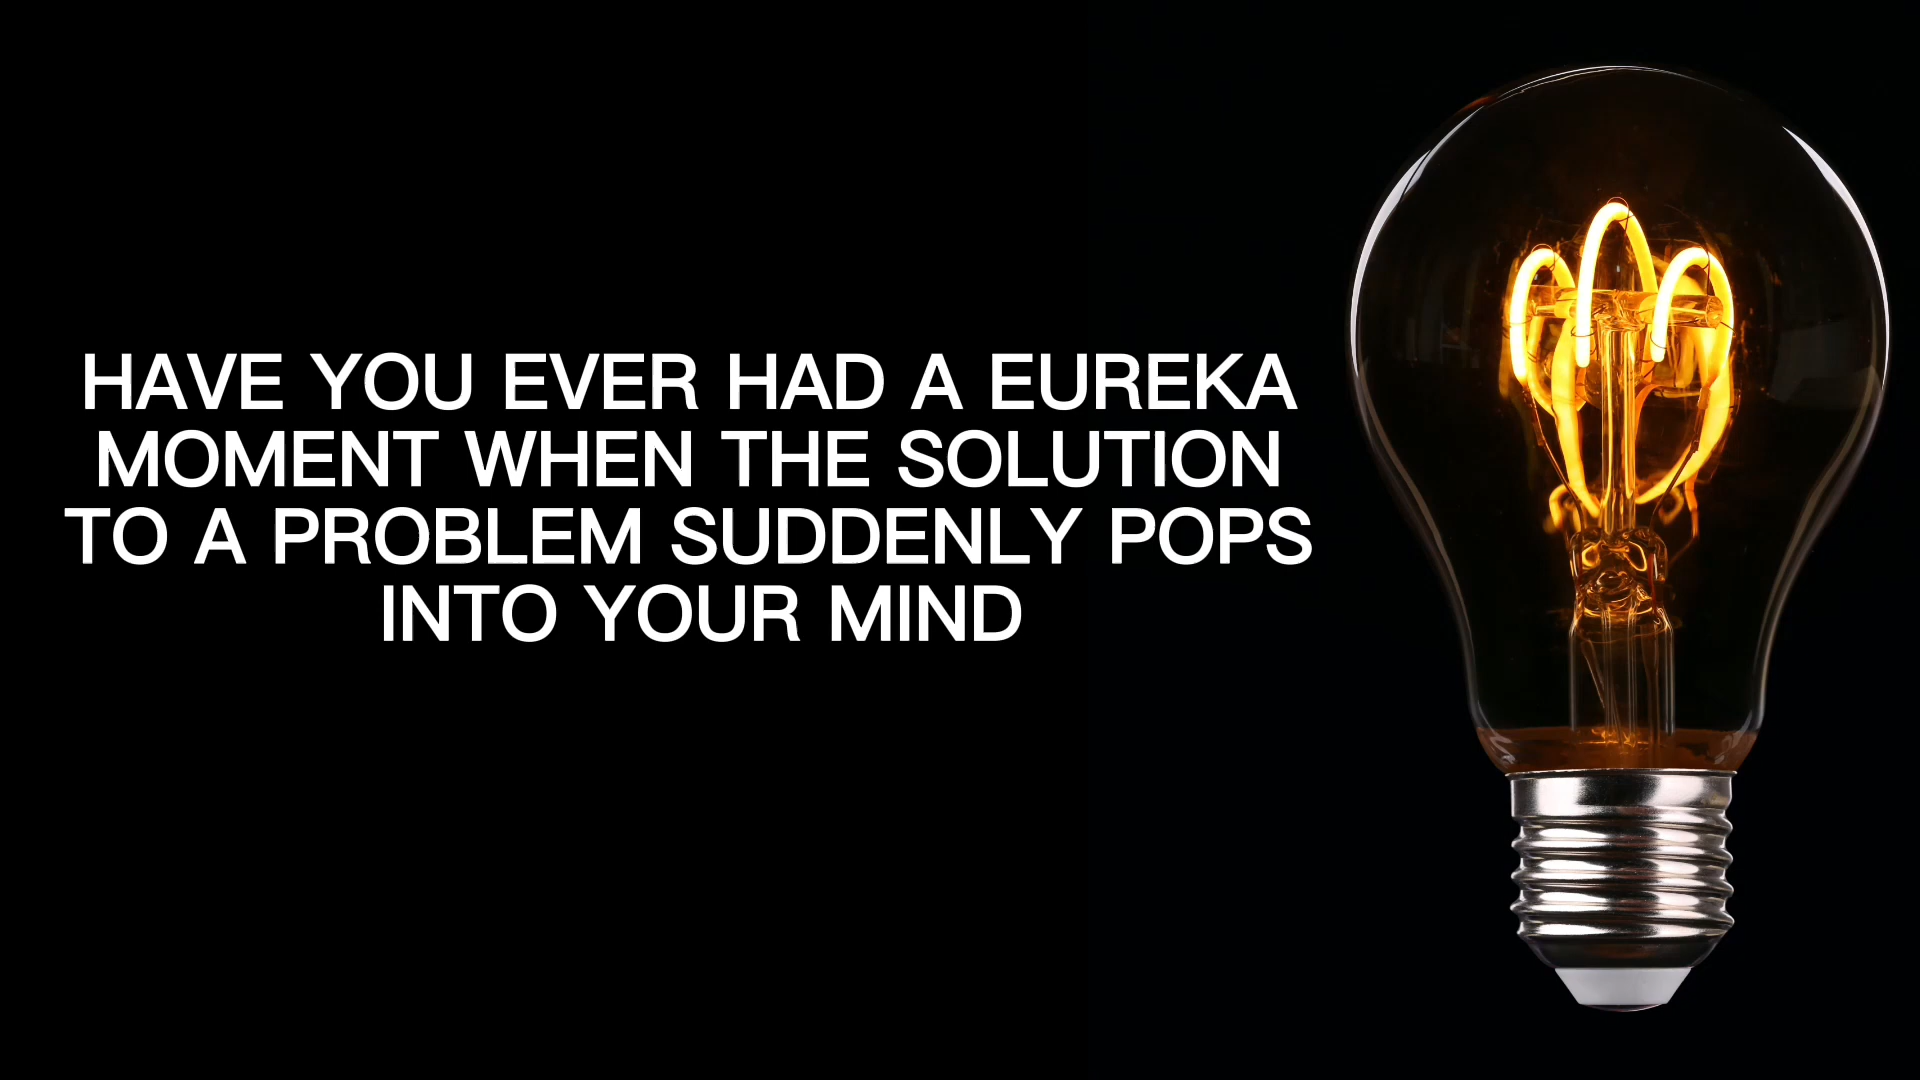 HAVE YOU EVER HAD A EUREKA
MOMENT WHEN THE SOLUTION
TO A PROBLEM SUDDENLY POPS
INTO YOUR MIND